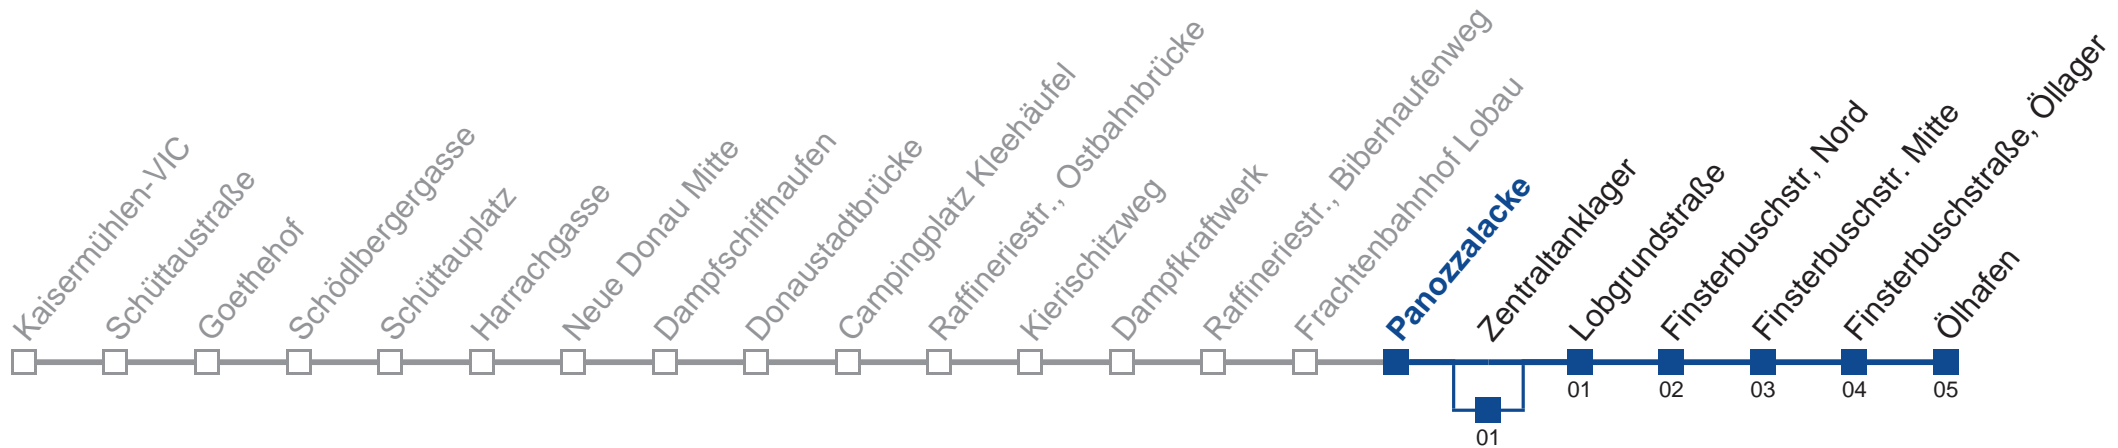 Kaisermühlen-VIC
Schüttaustraße
Goethehof
Schödlbergergasse
Schüttauplatz
Harrachgasse
Neue Donau Mitte
Dampfschiffhaufen
Donaustadtbrücke
Campingplatz Kleehäufel
Raffineriestr., Ostbahnbrücke
Kierischitzweg
Dampfkraftwerk
Raffineriestr., Biberhaufenweg
Frachtenbahnhof Lobau
Panozzalacke
Zentraltanklager
Lobgrundstraße
Finsterbuschstr, Nord
Finsterbuschstr. Mitte
Finsterbuschstraße, Öllager
Ölhafen
01
02
03
04
05
01